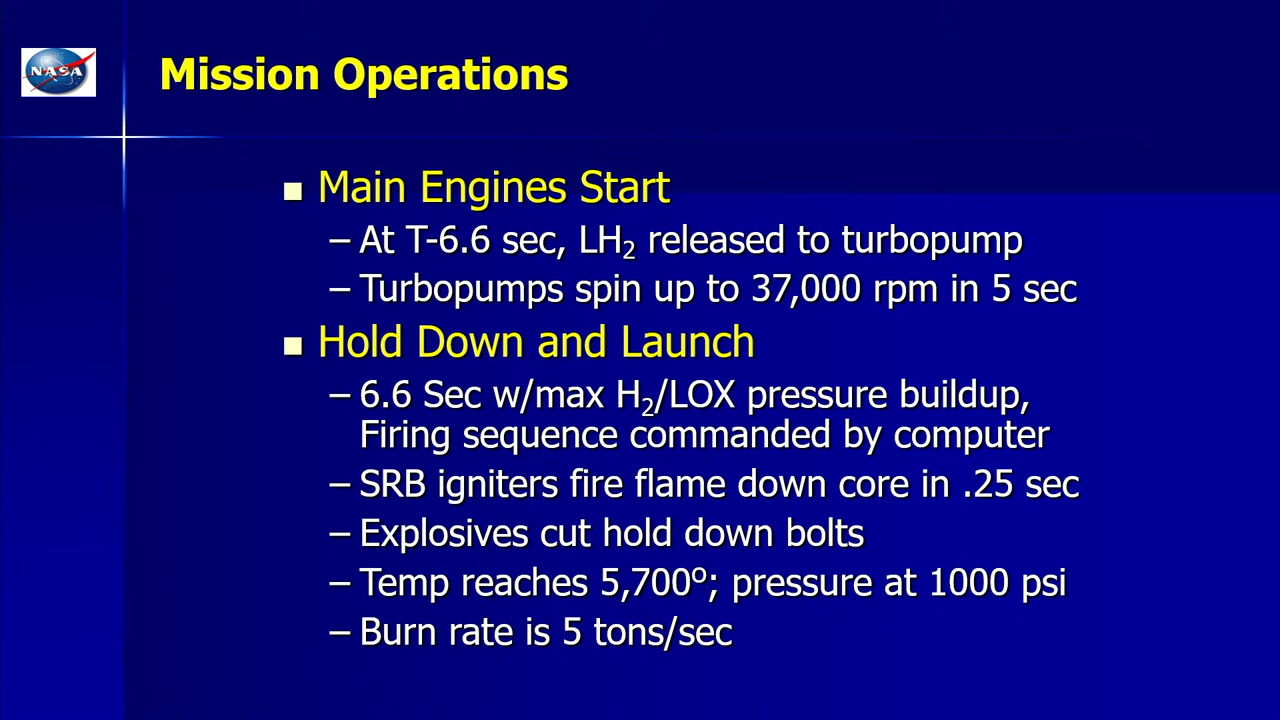 NASA
Mission Operations
Main Engines Start
– At T-6.6 sec, LH₂ released to turbopump
– Turbopumps spin up to 37,000 rpm in 5 sec
Hold Down and Launch
– 6.6 Sec w/max H₂/LOX pressure buildup,
Firing sequence commanded by computer
– SRB igniters fire flame down core in .25 sec
– Explosives cut hold down bolts
– Temp reaches 5,700º; pressure at 1000 psi
– Burn rate is 5 tons/sec